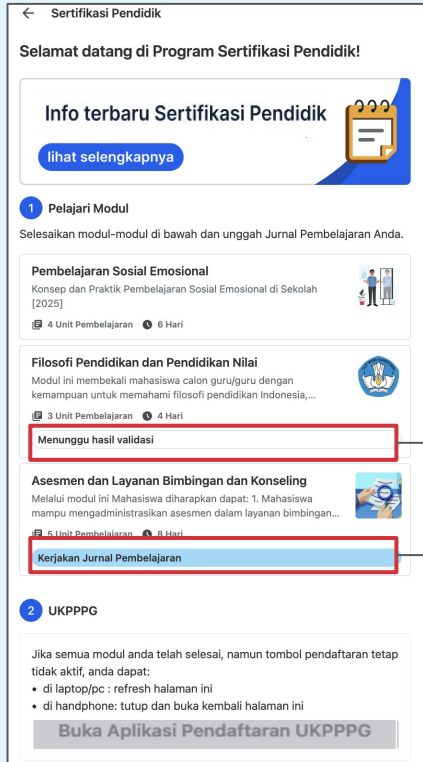 ← Sertifikasi Pendidik
Selamat datang di Program Sertifikasi Pendidik!
Info terbaru Sertifikasi Pendidik
lihat selengkapnya
1 Pelajari Modul
Selesaikan modul-modul di bawah dan unggah Jurnal Pembelajaran Anda.
Pembelajaran Sosial Emosional
Konsep dan Praktik Pembelajaran Sosial Emosional di Sekolah
[2025]
4 Unit Pembelajaran 6 Hari
Filosofi Pendidikan dan Pendidikan Nilai
Modul ini membekali mahasiswa calon guru/guru dengan
kemampuan untuk memahami filosofi pendidikan Indonesia,...
3 Unit Pembelajaran 4 Hari
Menunggu hasil validasi
Asesmen dan Layanan Bimbingan dan Konseling
Melalui modul ini Mahasiswa diharapkan dapat: 1. Mahasiswa
mampu mengadministrasikan asesmen dalam layanan bimbingan...
5 Unit Pembelajaran 8 Hari
Kerjakan Jurnal Pembelajaran
2 UKPPPG
Jika semua modul anda telah selesai, namun tombol pendaftaran tetap
tidak aktif, anda dapat:
• di laptop/pc : refresh halaman ini
• di handphone: tutup dan buka kembali halaman ini
Buka Aplikasi Pendaftaran UKPPPG